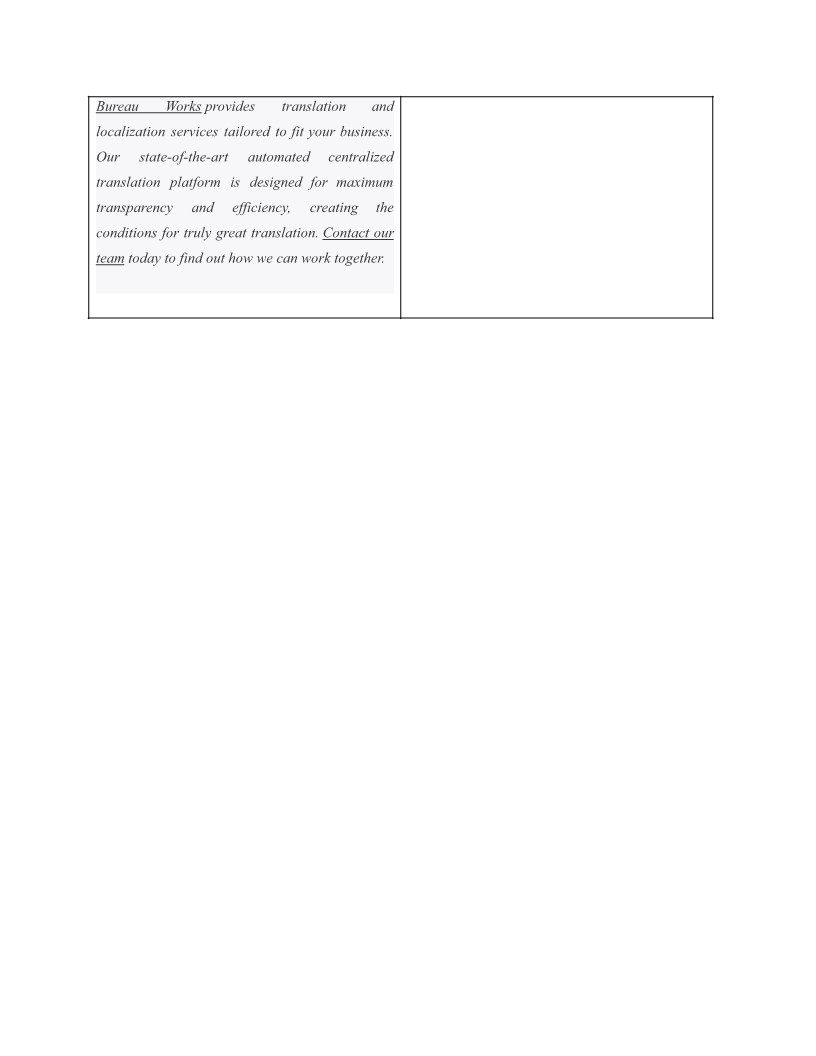 Bureau Works provides translation and
localization services tailored to fit your business.
Our state-of-the-art automated centralized
translation platform is designed for maximum
transparency and efficiency, creating the
conditions for truly great translation. Contact our
team today to find out how we can work together.